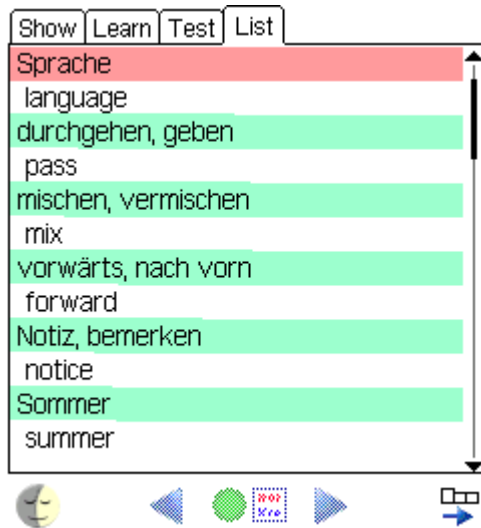 Show Learn Test List
Sprache
language
durchgehen, geben
pass
mischen, vermischen
mix
vorwärts, nach vorn
forward
Notiz, bemerken
notice
Sommer
summer